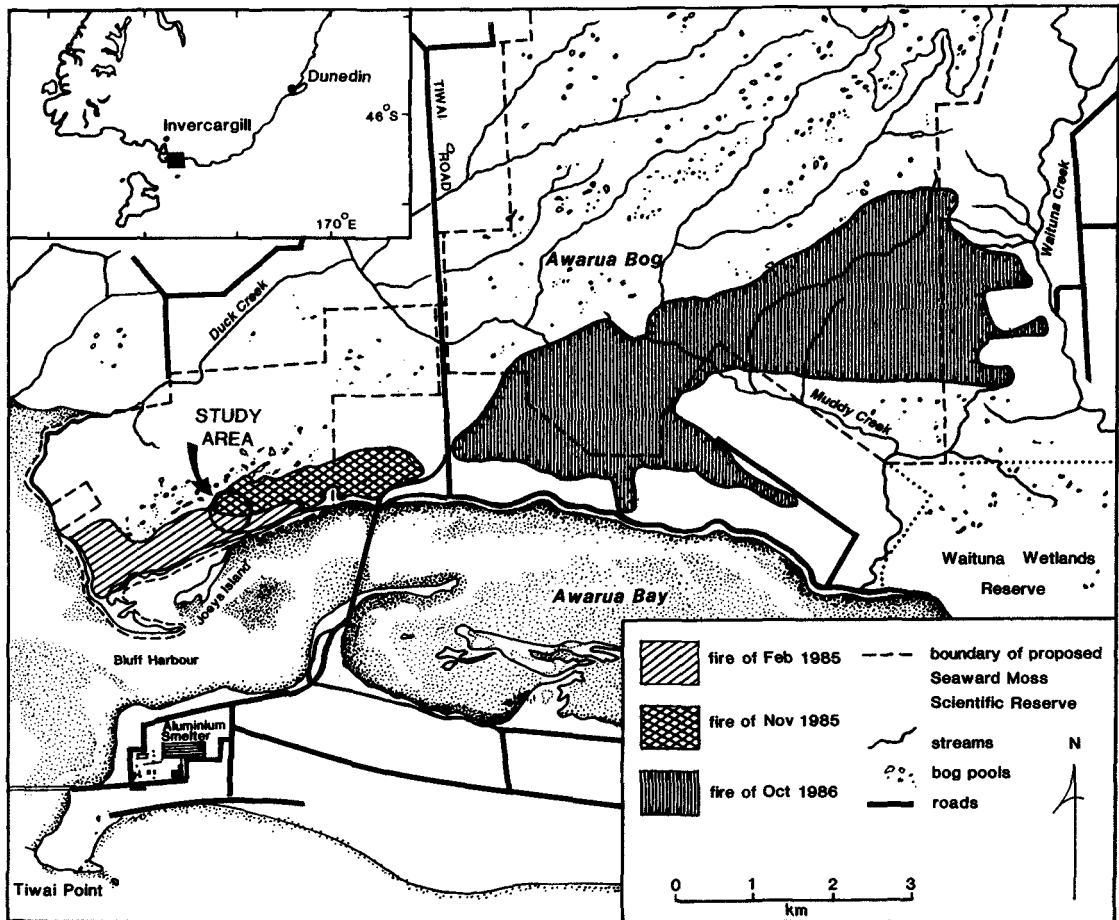 Dunedin
46°S
Invercargill
170°E
TIWAI
ROAD
Waituna Creek
Awarua Bog
Duck Creek
STUDY
AREA
Muddy Creek
Waituna Wetlands
Reserve
Joeys Island
Awarua Bay
Bluff Harbour
Aluminium
Smelter
Tiwai Point
fire of Feb 1985
fire of Nov 1985
fire of Oct 1986
boundary of proposed
Seaward Moss
Scientific Reserve
streams
bog pools
roads
N
0 1 2 3
km